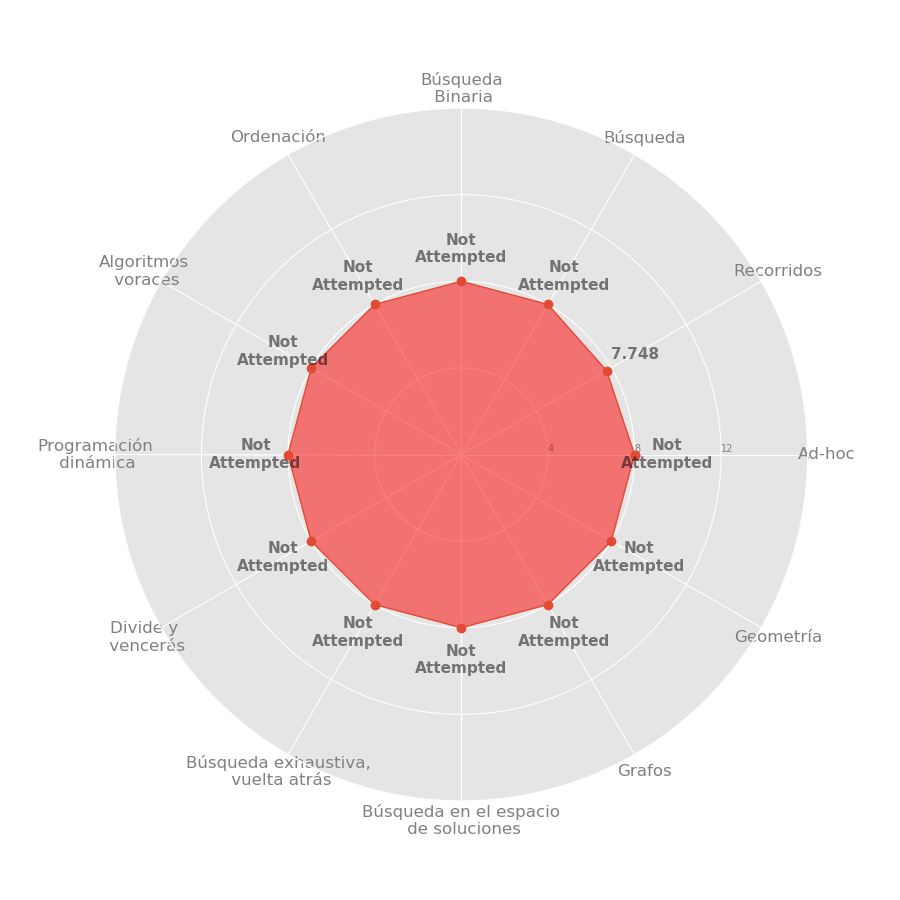 Búsqueda
Binaria
Ordenación
Búsqueda
Algoritmos
voraces
Recorridos
Not
Attempted
Not
Attempted
Not
Attempted
Not
Attempted
7.748
Programación
dinámica
Not
Attempted
4
8
12
Not
Attempted
Ad-hoc
Not
Attempted
Not
Attempted
Divide y
vencerás
Geometría
Not
Attempted
Not
Attempted
Not
Attempted
Búsqueda exhaustiva,
vuelta atrás
Grafos
Búsqueda en el espacio
de soluciones